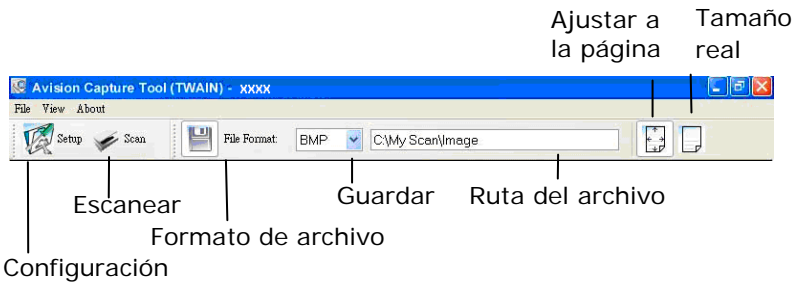 Ajustar a la página
Tamaño real
Avision Capture Tool (TWAIN) - xxxx
File View About
Setup Scan File Format: BMP C:\My Scan\Image
Escanear
Guardar
Ruta del archivo
Formato de archivo
Configuración